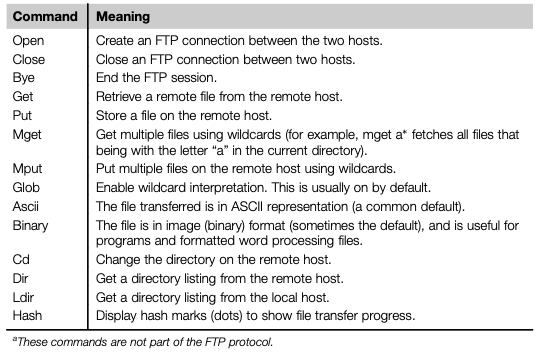 Command Meaning
Open Create an FTP connection between the two hosts.
Close Close an FTP connection between two hosts.
Bye End the FTP session.
Get Retrieve a remote file from the remote host.
Put Store a file on the remote host.
Mget Get multiple files using wildcards (for example, mget a* fetches all files that
being with the letter “a” in the current directory).
Mput Put multiple files on the remote host using wildcards.
Glob Enable wildcard interpretation. This is usually on by default.
Ascii The file transferred is in ASCII representation (a common default).
Binary The file is in image (binary) format (sometimes the default), and is useful for
programs and formatted word processing files.
Cd Change the directory on the remote host.
Dir Get a directory listing from the remote host.
Ldir Get a directory listing from the local host.
Hash Display hash marks (dots) to show file transfer progress.
aThese commands are not part of the FTP protocol.